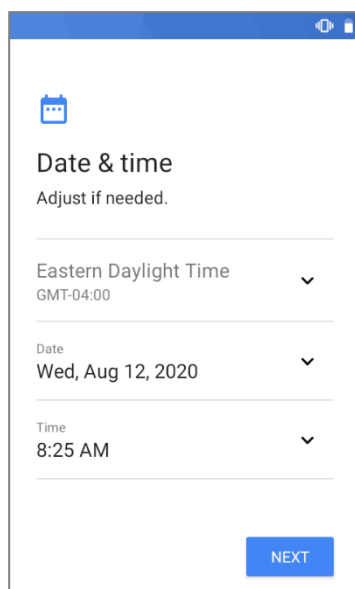 Date & time
Adjust if needed.
Eastern Daylight Time
GMT-04:00
Date
Wed, Aug 12, 2020
Time
8:25 AM
NEXT